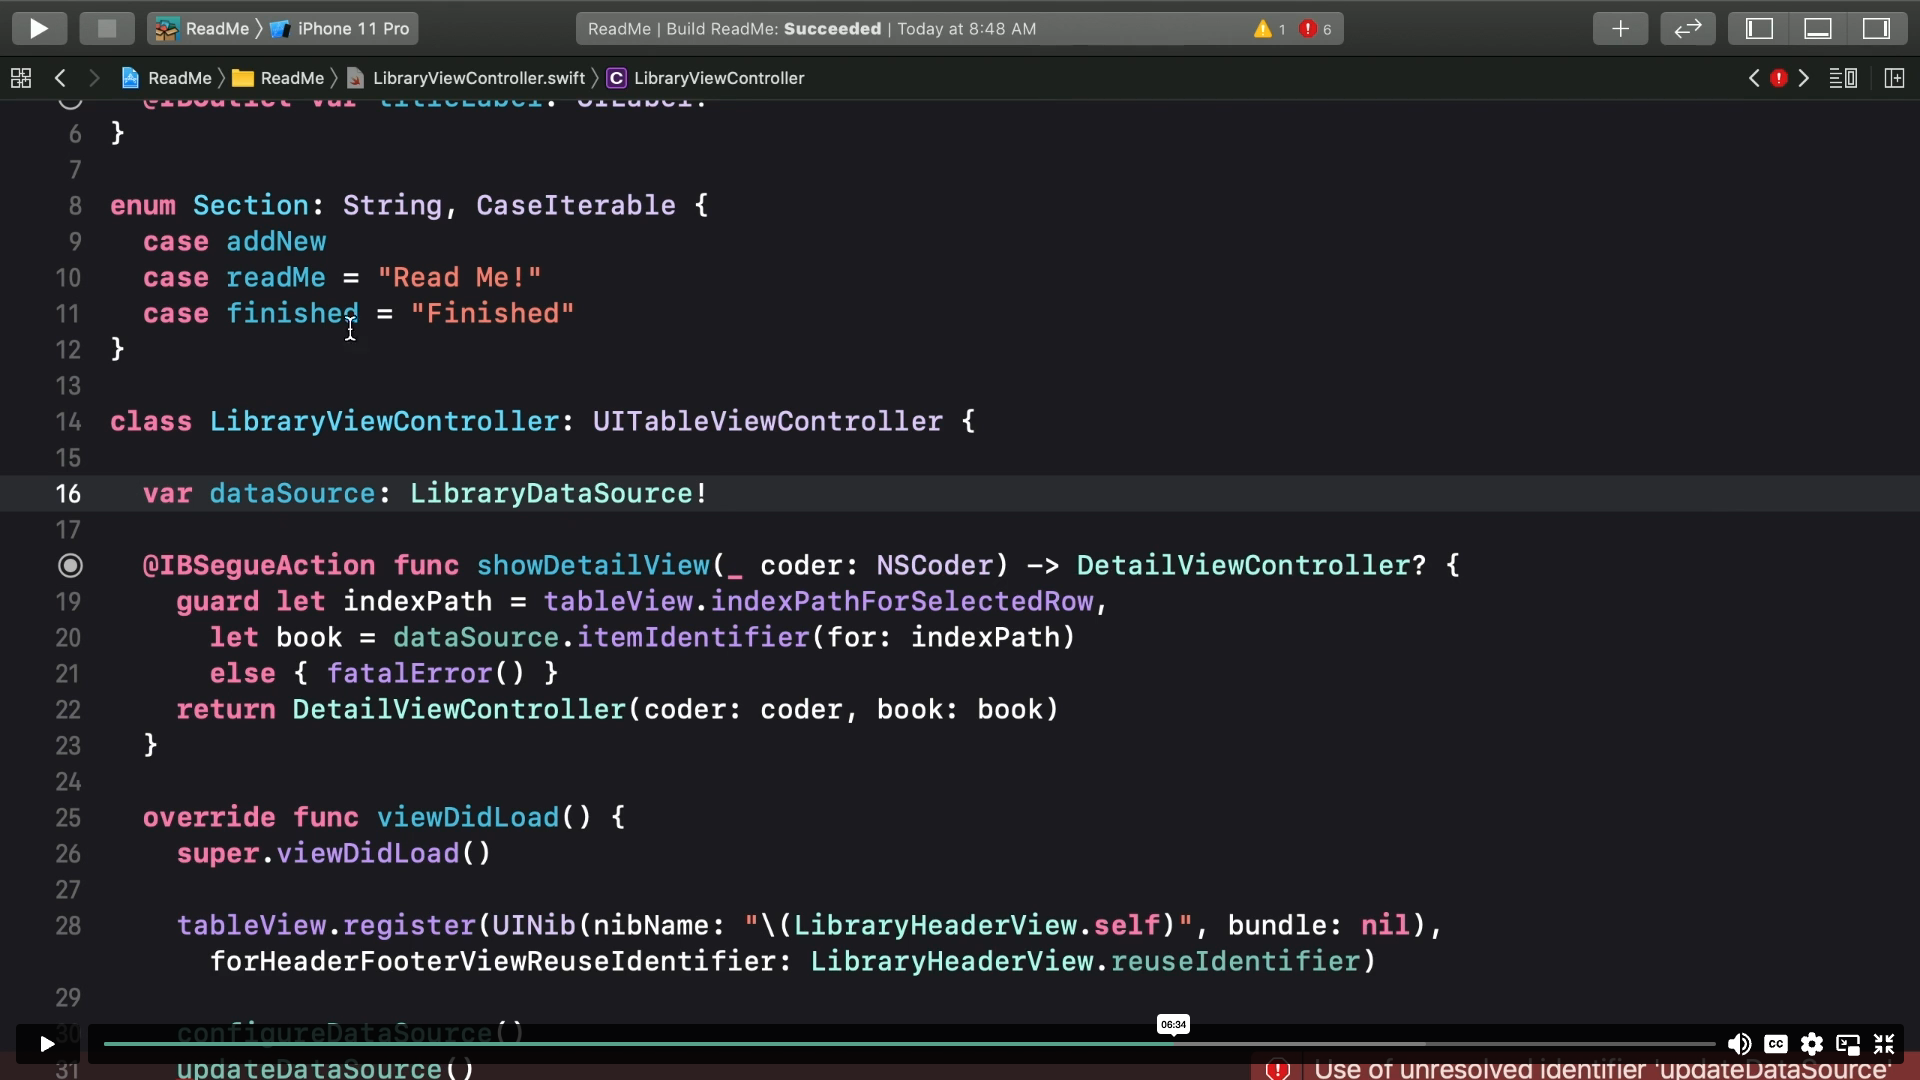 ReadMe 〉 iPhone 11 Pro
ReadMe | Build ReadMe: Succeeded | Today at 8:48 AM
1 6
ReadMe 〉 ReadMe 〉 LibraryViewController.swift 〉 C LibraryViewController
@IBOutlet var titleLabel: UILabel!
6 }
7
8 enum Section: String, CaseIterable {
9 case addNew
10 case readMe = "Read Me!"
11 case finished = "Finished"
12 }
13
14 class LibraryViewController: UITableViewController {
15
16 var dataSource: LibraryDataSource!
17
@IBSegueAction func showDetailView(_ coder: NSCoder) -> DetailViewController? {
19 guard let indexPath = tableView.indexPathForSelectedRow,
20 let book = dataSource.itemIdentifier(for: indexPath)
21 else { fatalError() }
22 return DetailViewController(coder: coder, book: book)
23 }
24
25 override func viewDidLoad() {
26 super.viewDidLoad()
27
28 tableView.register(UINib(nibName: "\(LibraryHeaderView.self)", bundle: nil),
forHeaderFooterViewReuseIdentifier: LibraryHeaderView.reuseIdentifier)
29
30 configureDataSource()
06:34
CC
31 updateDataSource()
Use of unresolved identifier 'updateDataSource'